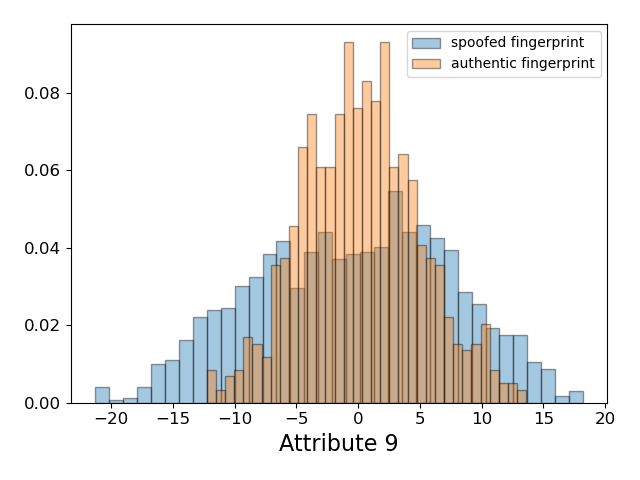 spoofed fingerprint
authentic fingerprint
0.08
0.06
0.04
0.02
0.00
−20 −15 −10 −5 0 5 10 15 20
Attribute 9